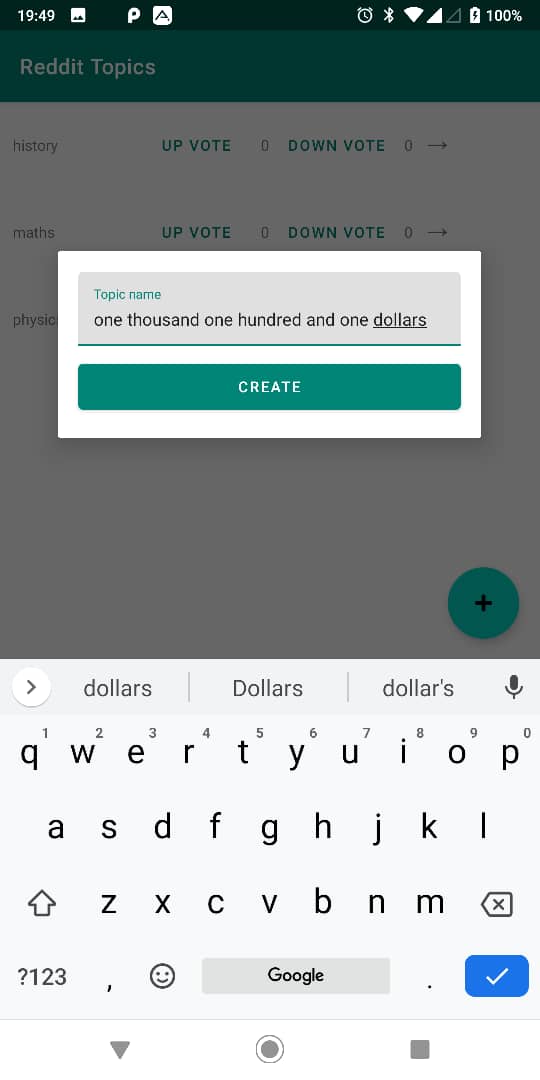 19:49 100%
Reddit Topics
history UP VOTE 0 DOWN VOTE 0 →
maths UP VOTE 0 DOWN VOTE 0 →
Topic name
physic
one thousand one hundred and one dollars
CREATE
+
dollars Dollars dollar's
1 2 3 4 5 6 7 8 9 0
q w e r t y u i o p
a s d f g h j k l
z x c v b n m
?123 , Google .